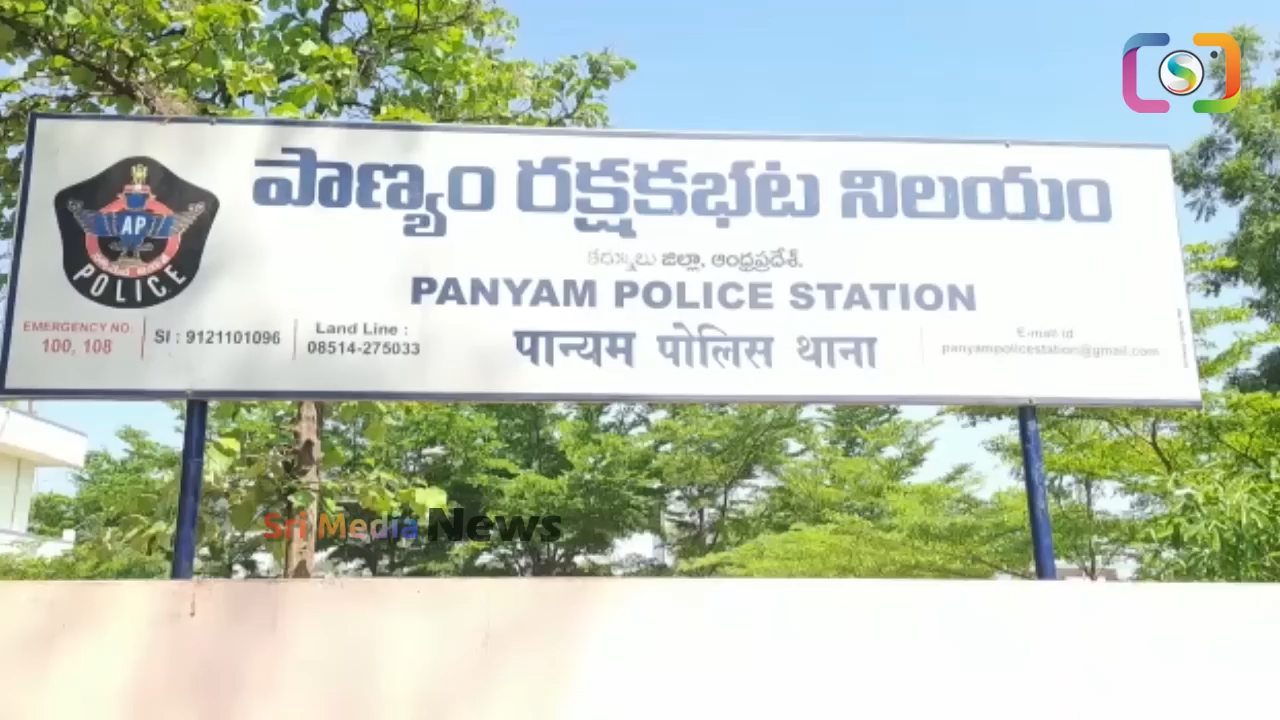 పాణ్యం రక్షకభట నిలయం
కర్నూలు జిల్లా, ఆంధ్రప్రదేశ్.
PANYAM POLICE STATION
पान्यम पोलिस थाना
AP
POLICE
EMERGENCY NO.
100, 108
SI : 9121101096
Land Line :
08514-275033
E-mail id
panyampolicestation@gmail.com
Sri Media News
S